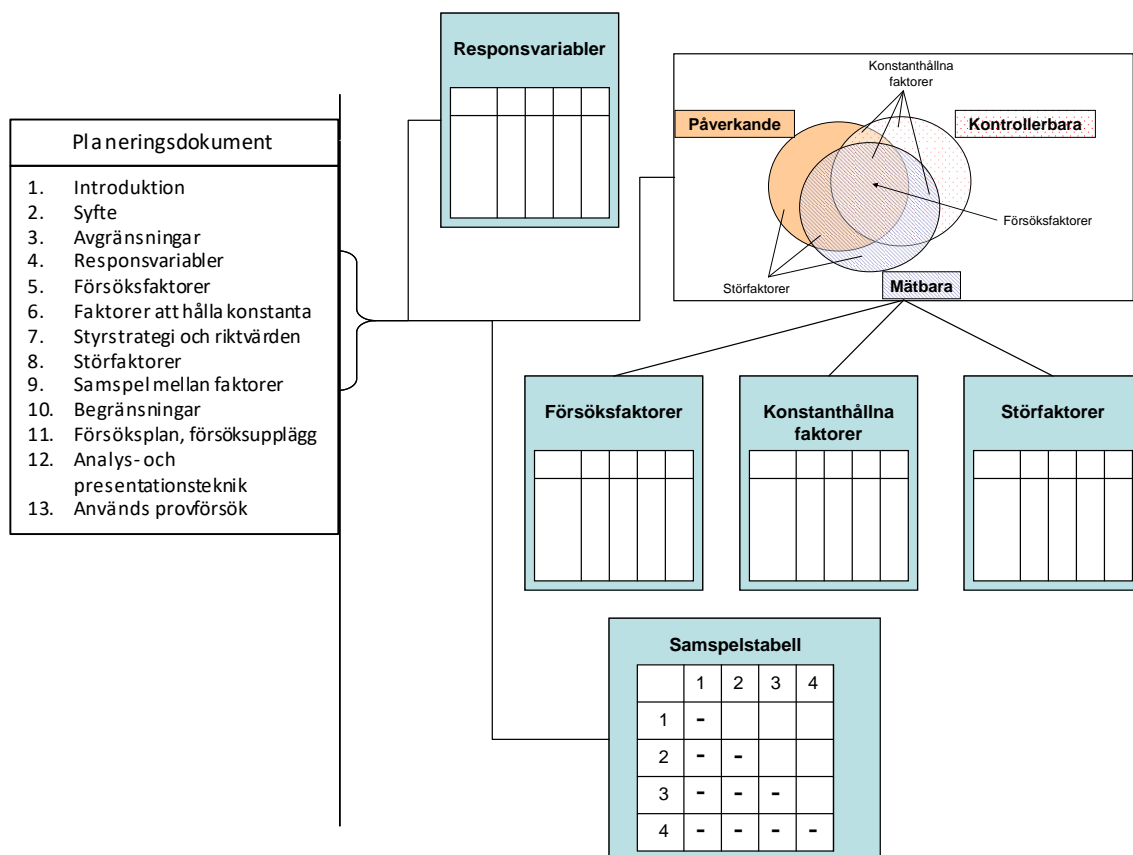 Planeringsdokument
1. Introduktion
2. Syfte
3. Avgränsningar
4. Responsvariabler
5. Försöksfaktorer
6. Faktorer att hålla konstanta
7. Styrstrategi och riktvärden
8. Störfaktorer
9. Samspel mellan faktorer
10. Begränsningar
11. Försöksplan, försöksupplägg
12. Analys- och
presentationsteknik
13. Används provförsök
Responsvariabler
Konstanthållna
faktorer
Påverkande
Kontrollerbara
Försöksfaktorer
Störfaktorer
Mätbara
Försöksfaktorer
Konstanthållna
faktorer
Störfaktorer
Samspelstabell
1 2 3 4
1 -
2 - -
3 - - -
4 - - - -